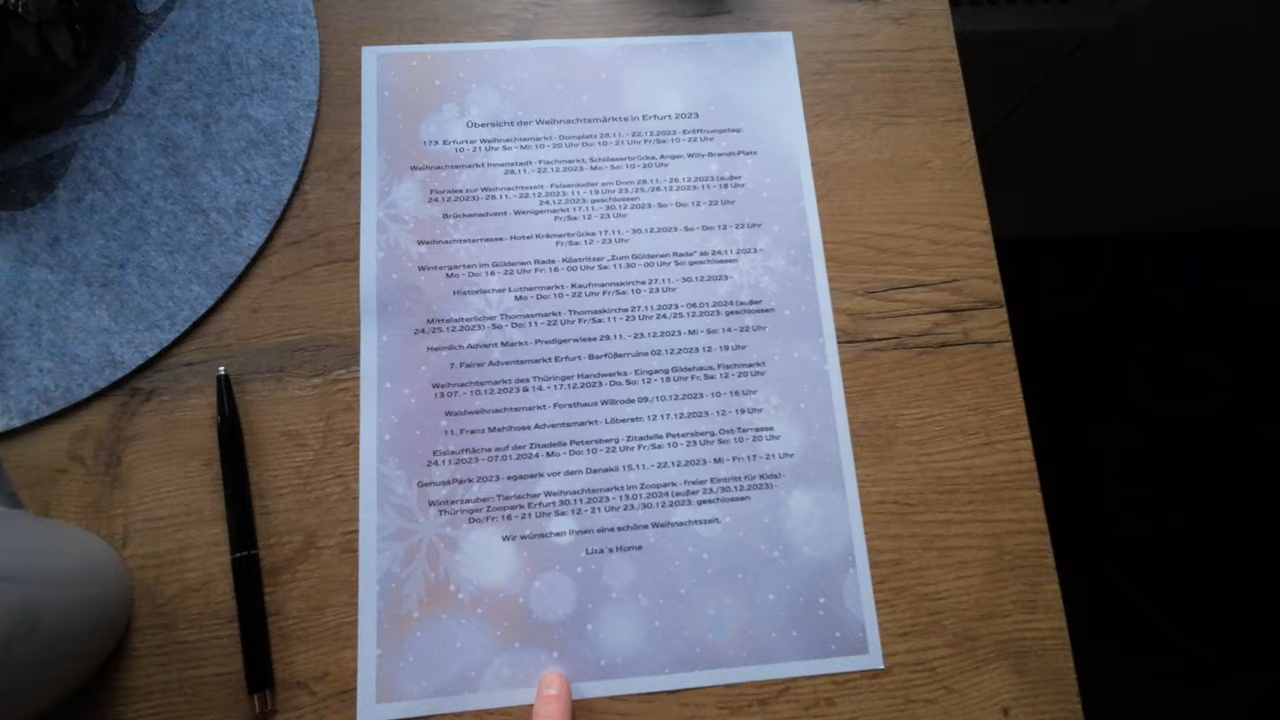 Übersicht der Weihnachtsmärkte in Erfurt 2023
173. Erfurter Weihnachtsmarkt - Domplatz 28.11. - 22.12.2023 - Eröffnungstag:
10 - 21 Uhr So - Mi: 10 - 20 Uhr Do: 10 - 21 Uhr Fr/Sa: 10 - 22 Uhr
Weihnachtsmarkt Innenstadt - Fischmarkt, Schlösserbrücke, Anger, Willy-Brandt-Platz
28.11. - 22.12.2023 - Mo - So: 10 - 20 Uhr
Florales zur Weihnachtszeit - Felsenkeller am Dom 28.11. - 26.12.2023 (außer
24.12.2023) - 28.11. - 22.12.2023: 11 - 19 Uhr 23./25./26.12.2023: 11 - 18 Uhr
24.12.2023: geschlossen
Brückenadvent - Wenigemarkt 17.11. - 30.12.2023 - So - Do: 12 - 22 Uhr
Fr/Sa: 12 - 23 Uhr
Weihnachtsterrasse - Hotel Krämerbrücke 17.11. - 30.12.2023 - So - Do: 12 - 22 Uhr
Fr/Sa: 12 - 23 Uhr
Wintergarten im Güldenen Rade - Köstritzer „Zum Güldenen Rade" ab 24.11.2023 -
Mo - Do: 16 - 22 Uhr Fr: 16 - 00 Uhr Sa: 11.30 - 00 Uhr So: geschlossen
Historischer Luthermarkt - Kaufmannskirche 27.11. - 30.12.2023 -
Mo - Do: 10 - 22 Uhr Fr/Sa: 10 - 23 Uhr
Mittelalterlicher Thomasmarkt - Thomaskirche 27.11.2023 - 06.01.2024 (außer
24./25.12.2023) - So - Do: 11 - 22 Uhr Fr/Sa: 11 - 23 Uhr 24./25.12.2023: geschlossen
Heimlich Advent Markt - Predigerwiese 29.11. - 23.12.2023 - Mi - So: 14 - 22 Uhr
7. Fairer Adventsmarkt Erfurt - Barfüßerruine 02.12.2023 12 - 19 Uhr
Weihnachtsmarkt des Thüringer Handwerks - Eingang Gildehaus, Fischmarkt
13 07. - 10.12.2023 & 14. - 17.12.2023 - Do, So: 12 - 18 Uhr Fr, Sa: 12 - 20 Uhr
Waldweihnachtsmarkt - Forsthaus Willrode 09./10.12.2023 - 10 - 16 Uhr
11. Franz Mehlhose Adventsmarkt - Löberstr. 12 17.12.2023 - 12 - 19 Uhr
Eislauffläche auf der Zitadelle Petersberg - Zitadelle Petersberg, Ost-Terrasse
24.11.2023 - 07.01.2024 - Mo - Do: 10 - 22 Uhr Fr/Sa: 10 - 23 Uhr So: 10 - 20 Uhr
GenussPark 2023 - egapark vor dem Danakil 15.11. - 22.12.2023 - Mi - Fr: 17 - 21 Uhr
Winterzauber: Tierischer Weihnachtsmarkt im Zoopark - freier Eintritt für Kids! -
Thüringer Zoopark Erfurt 30.11.2023 - 13.01.2024 (außer 23./30.12.2023) -
Do/Fr: 16 - 21 Uhr Sa: 12 - 21 Uhr 23./30.12.2023: geschlossen
Wir wünschen Ihnen eine schöne Weihnachtszeit.
Liza´s Home